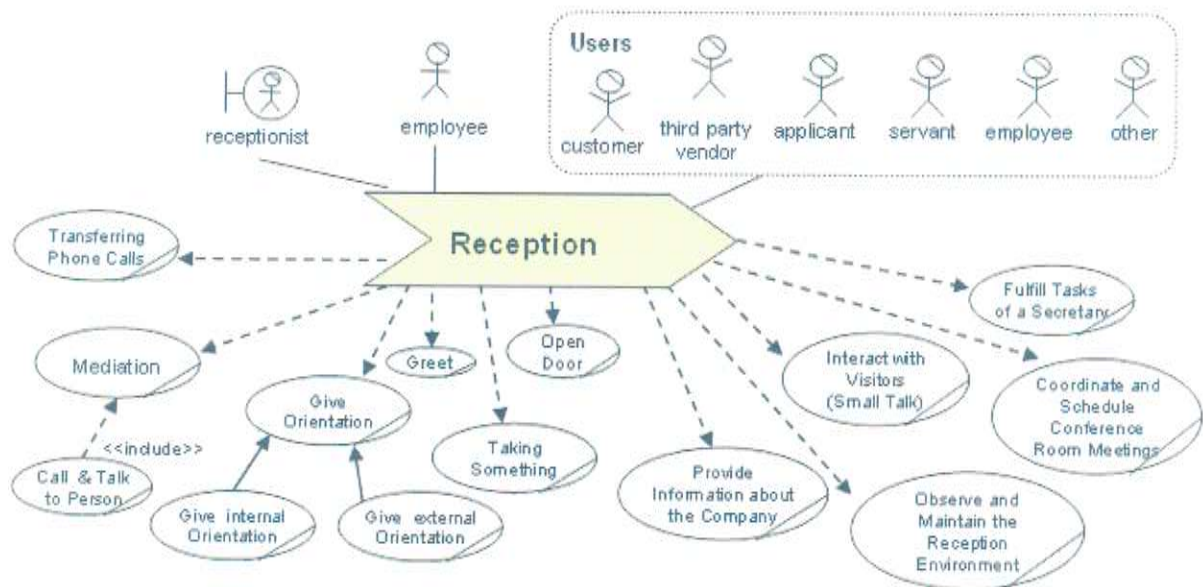 Users
receptionist
employee
customer
third party
vendor
applicant
servant
employee
other
Reception
Transferring
Phone Calls
Mediation
<<include>>
Call & Talk
to Person
Give
Orientation
Give internal
Orientation
Give external
Orientation
Greet
Taking
Something
Open
Door
Provide
Information about
the Company
Interact with
Visitors
(Small Talk)
Observe and
Maintain the
Reception
Environment
Fulfill Tasks
of a Secretary
Coordinate and
Schedule
Conference
Room Meetings